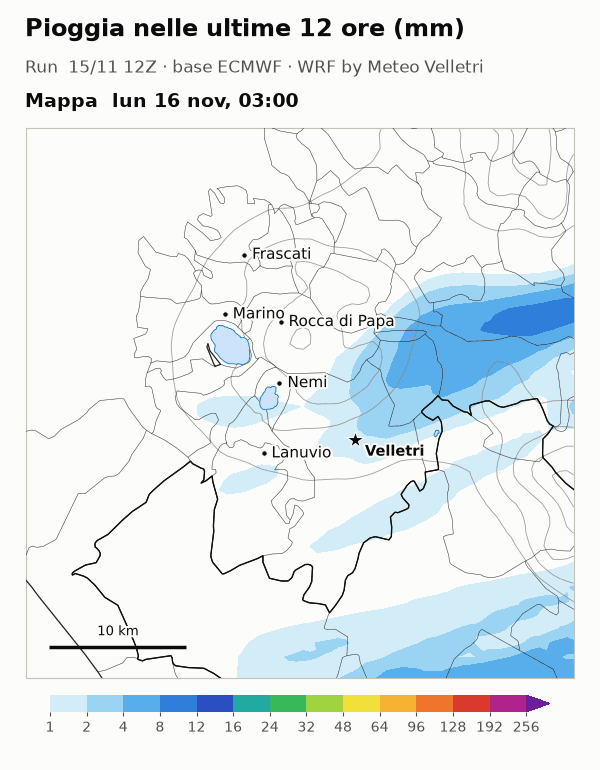 Pioggia nelle ultime 12 ore (mm)
Run  15/11 12Z · base ECMWF · WRF by Meteo Velletri
Mappa  lun 16 nov, 03:00
Frascati
Marino
Rocca di Papa
Nemi
Velletri
Lanuvio
10 km
1 2 4 8 12 16 24 32 48 64 96 128 192 256